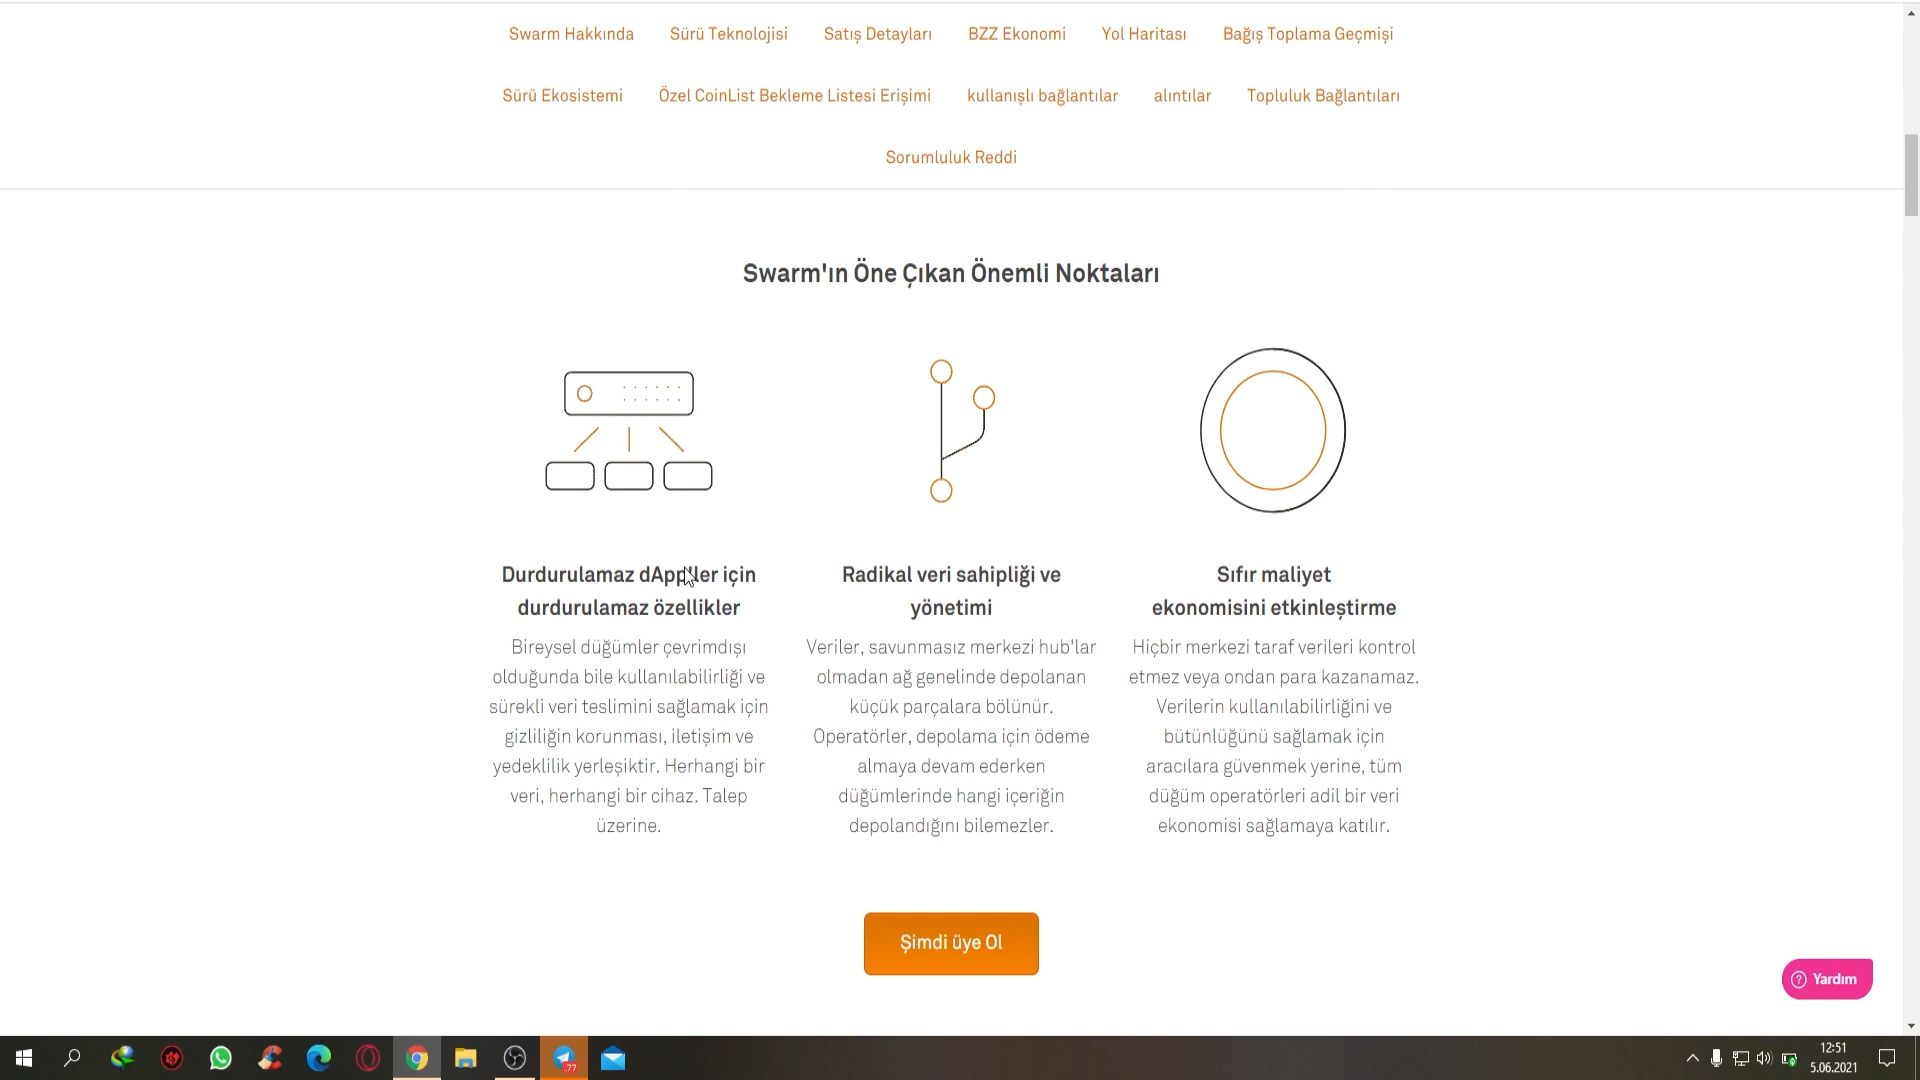 Swarm Hakkında Sürü Teknolojisi Satış Detayları BZZ Ekonomi Yol Haritası Bağış Toplama Geçmişi
Sürü Ekosistemi Özel CoinList Bekleme Listesi Erişimi kullanışlı bağlantılar alıntılar Topluluk Bağlantıları
Sorumluluk Reddi
Swarm'ın Öne Çıkan Önemli Noktaları
Durdurulamaz dApp'ler için
durdurulamaz özellikler
Bireysel düğümler çevrimdışı
olduğunda bile kullanılabilirliği ve
sürekli veri teslimini sağlamak için
gizliliğin korunması, iletişim ve
yedeklilik yerleşiktir. Herhangi bir
veri, herhangi bir cihaz. Talep
üzerine.
Radikal veri sahipliği ve
yönetimi
Veriler, savunmasız merkezi hub'lar
olmadan ağ genelinde depolanan
küçük parçalara bölünür.
Operatörler, depolama için ödeme
almaya devam ederken
düğümlerinde hangi içeriğin
depolandığını bilemezler.
Sıfır maliyet
ekonomisini etkinleştirme
Hiçbir merkezi taraf verileri kontrol
etmez veya ondan para kazanamaz.
Verilerin kullanılabilirliğini ve
bütünlüğünü sağlamak için
aracılara güvenmek yerine, tüm
düğüm operatörleri adil bir veri
ekonomisi sağlamaya katılır.
Şimdi üye Ol
Yardım
.77
12:51
5.06.2021